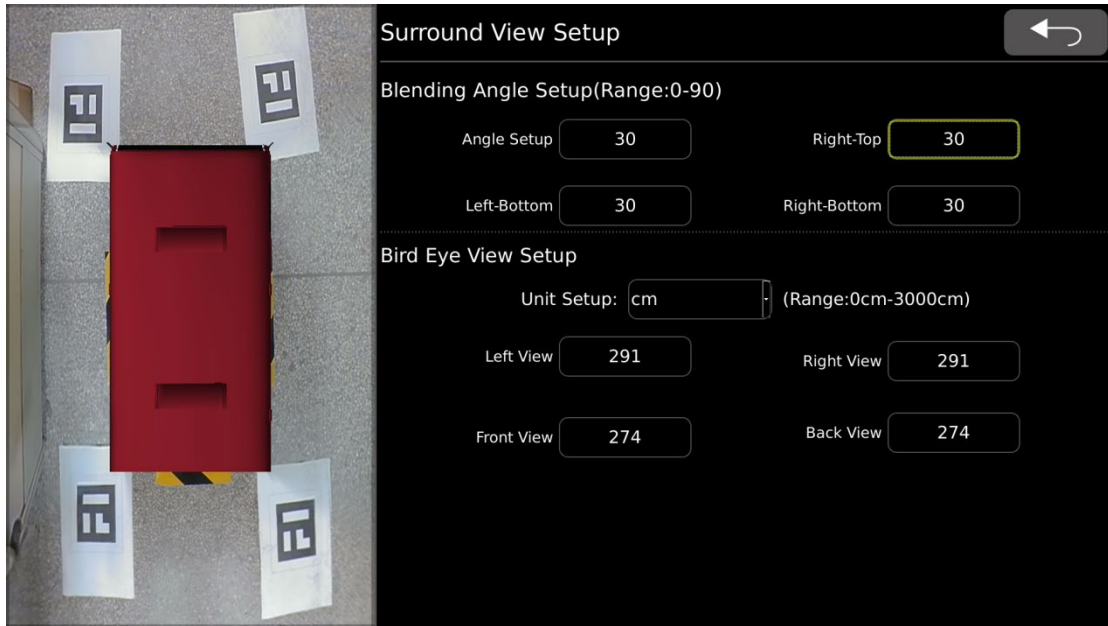 Surround View Setup
Blending Angle Setup(Range:0-90)
Angle Setup 30 Right-Top 30
Left-Bottom 30 Right-Bottom 30
Bird Eye View Setup
Unit Setup: cm (Range:0cm-3000cm)
Left View 291 Right View 291
Front View 274 Back View 274